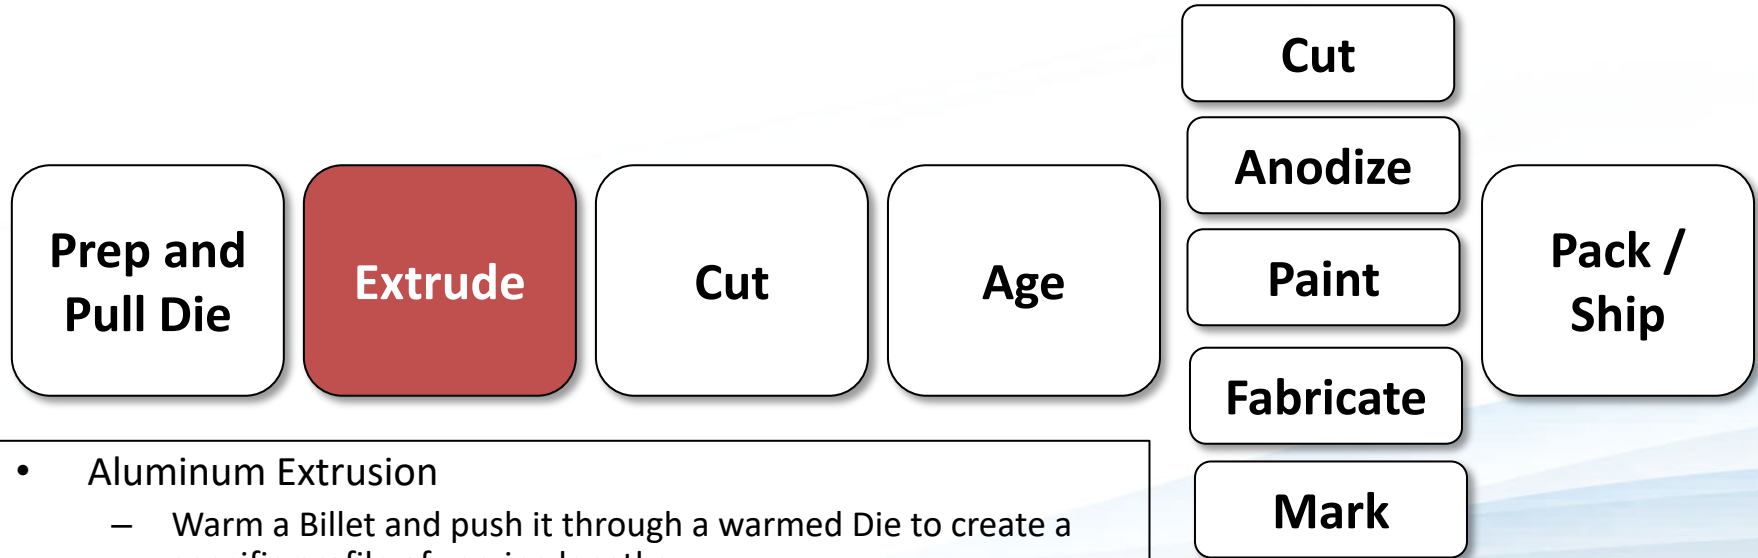 Prep and
Pull Die
Extrude
Cut
Age
Cut
Anodize
Paint
Fabricate
Mark
Pack /
Ship
• Aluminum Extrusion
– Warm a Billet and push it through a warmed Die to create a